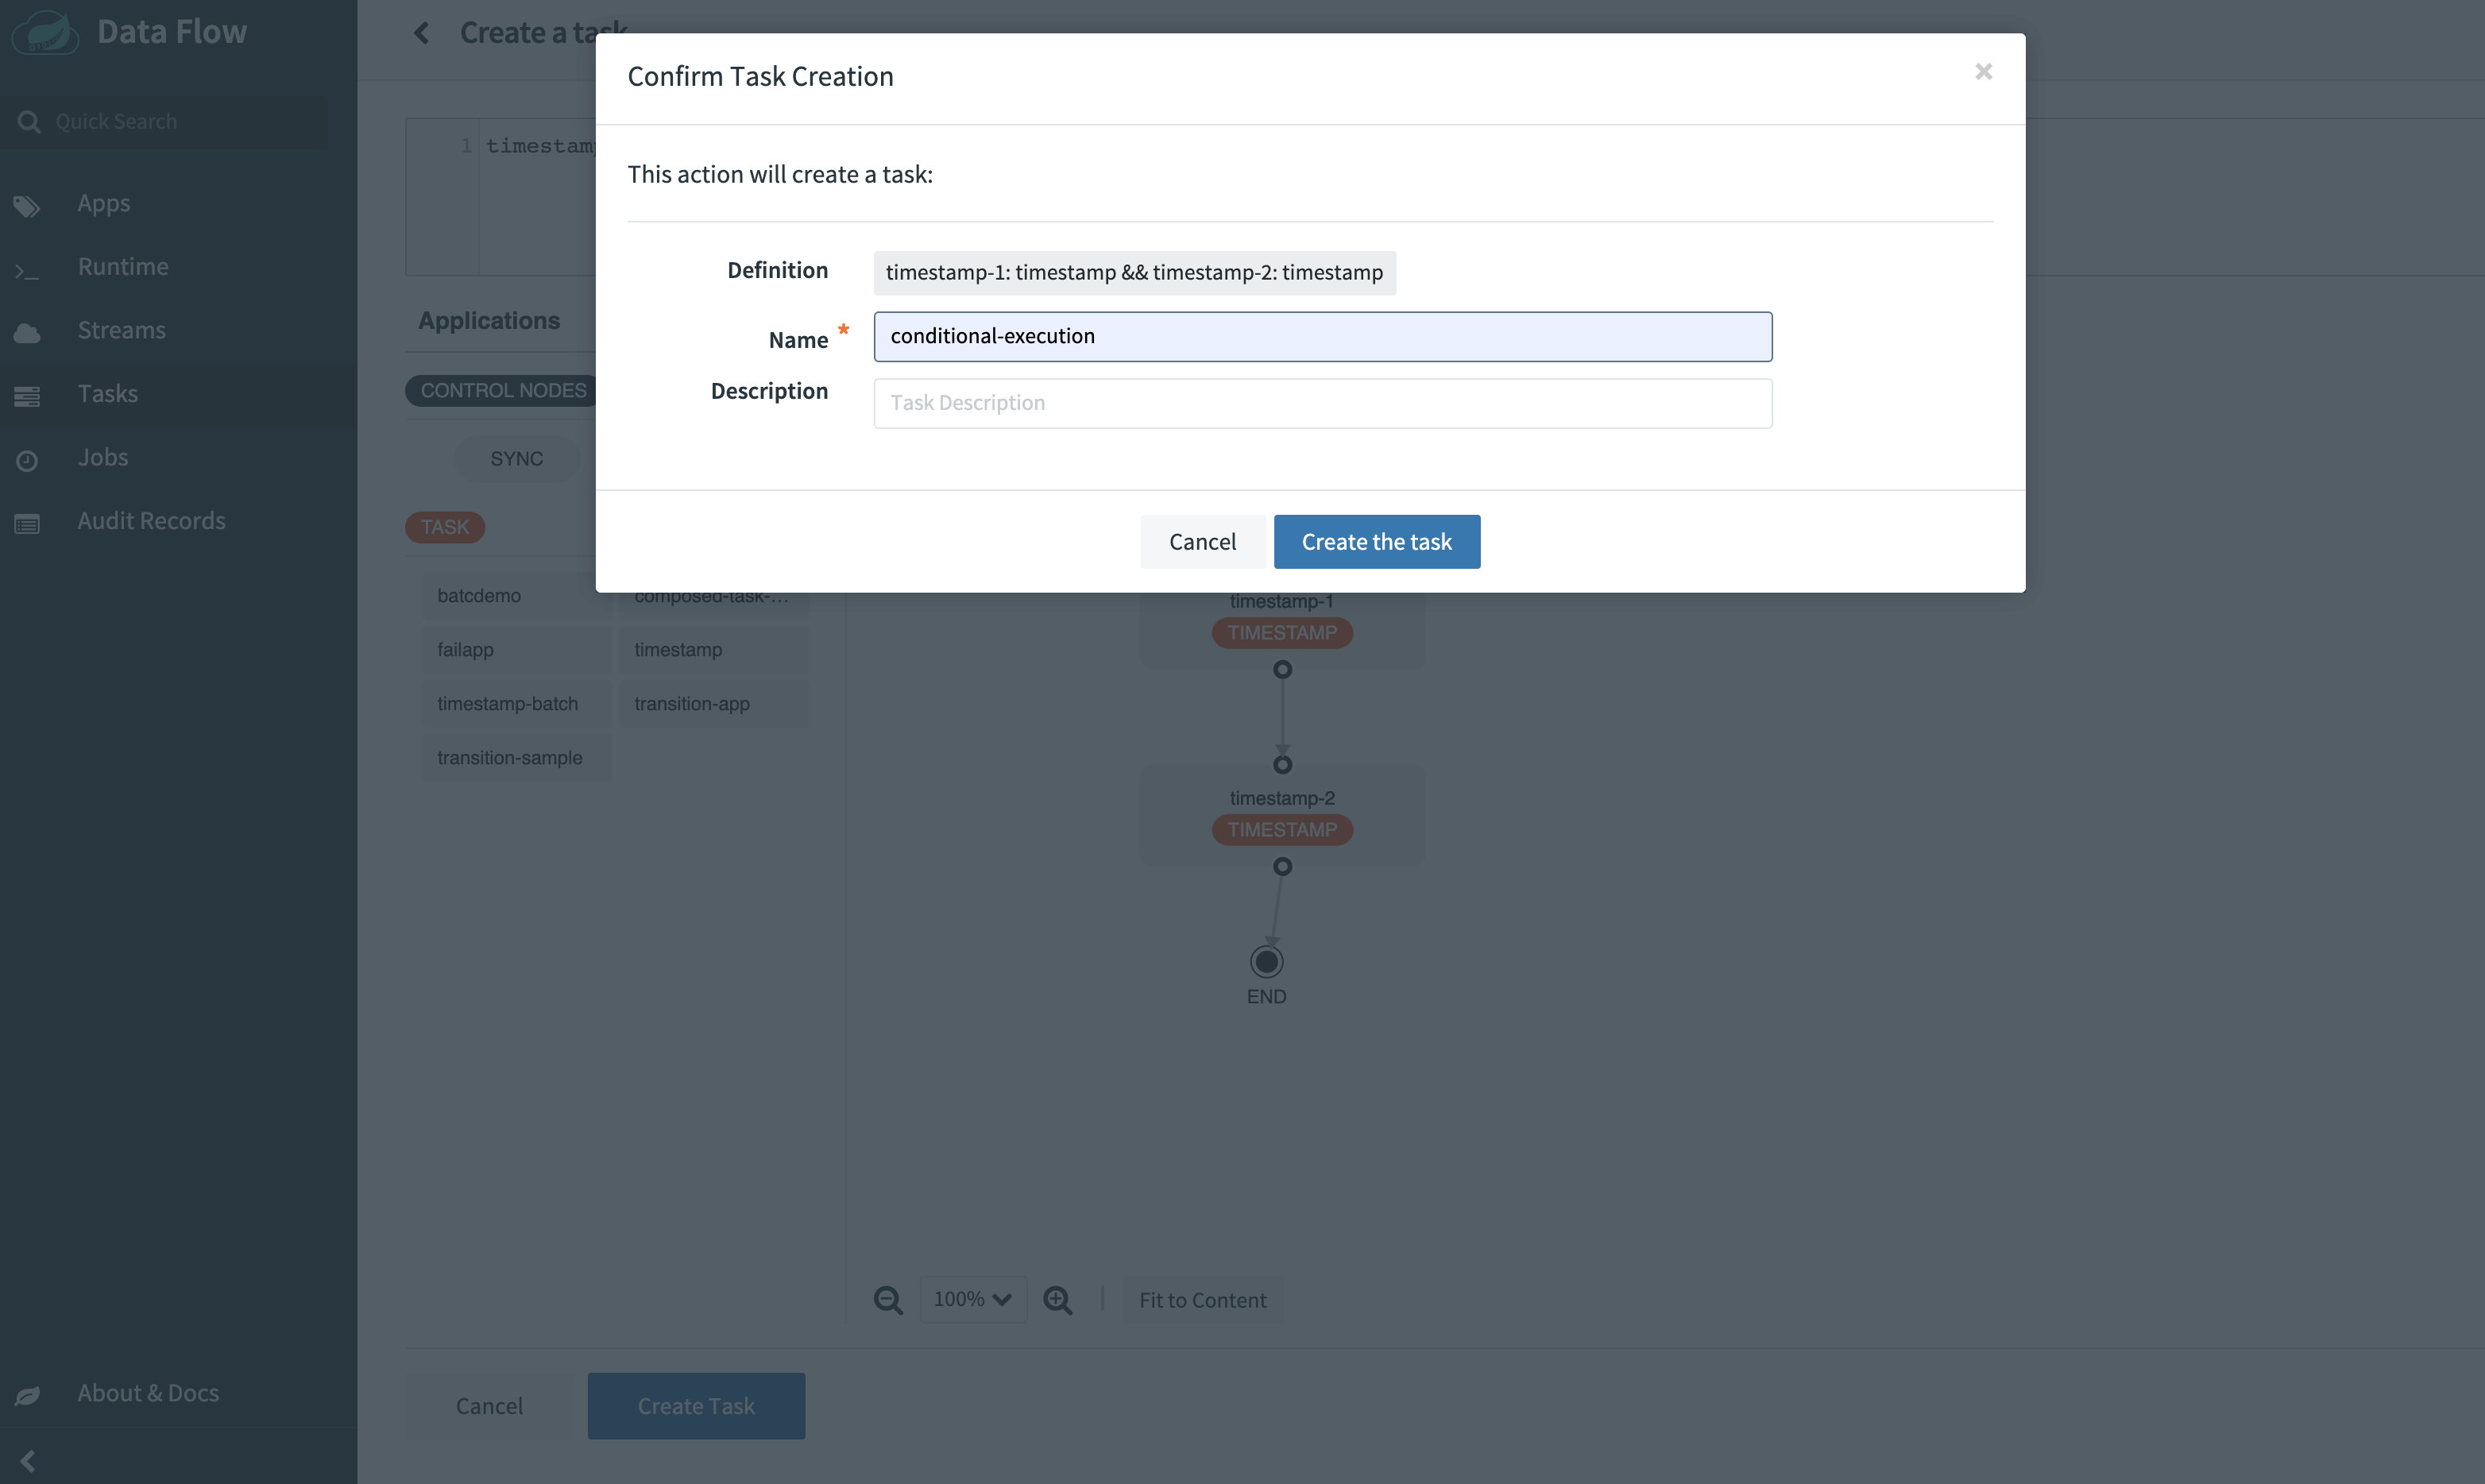 Data Flow
Quick Search
Apps
Runtime
Streams
Tasks
Jobs
Audit Records
About & Docs
Create a task
1 timestamp
Applications
CONTROL NODES
SYNC
TASK
batcdemo
composed-task-...
failapp
timestamp
timestamp-batch
transition-app
transition-sample
Confirm Task Creation
×
This action will create a task:
Definition timestamp-1: timestamp && timestamp-2: timestamp
Name * conditional-execution
Description Task Description
Cancel Create the task
timestamp-1
TIMESTAMP
timestamp-2
TIMESTAMP
END
100%
Fit to Content
Cancel
Create Task